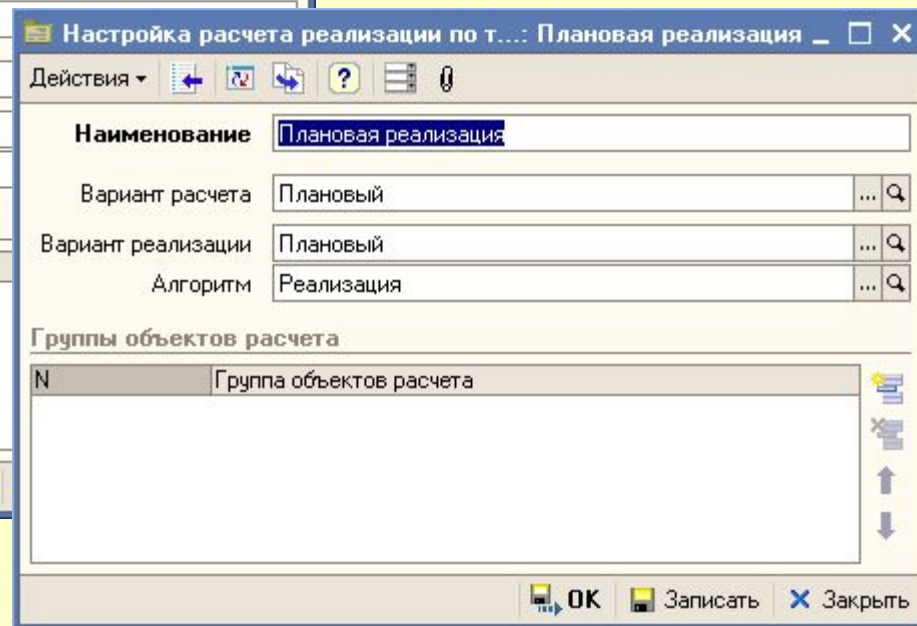 Настройка расчета реализации по т...: Плановая реализация
Действия
Наименование Плановая реализация
Вариант расчета Плановый ...
Вариант реализации Плановый ...
Алгоритм Реализация ...
Группы объектов расчета
N Группа объектов расчета
OK Записать Закрыть